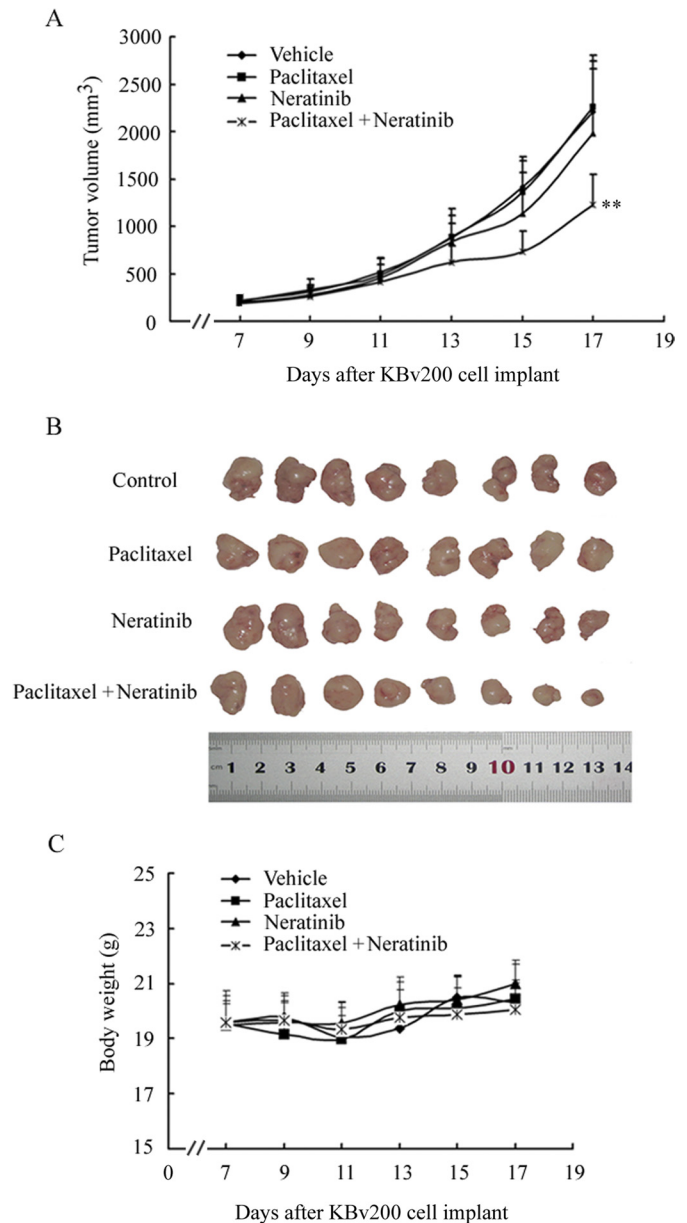 A
Tumor volume (mm3)
3000
2500
2000
1500
1000
500
0
Vehicle
Paclitaxel
Neratinib
Paclitaxel + Neratinib
**
7 9 11 13 15 17 19
Days after KBv200 cell implant
B
Control
Paclitaxel
Neratinib
Paclitaxel + Neratinib
cm 1 2 3 4 5 6 7 8 9 10 11 12 13 14
C
Body weight (g)
25
23
21
19
17
15
Vehicle
Paclitaxel
Neratinib
Paclitaxel + Neratinib
0 7 9 11 13 15 17 19
Days after KBv200 cell implant